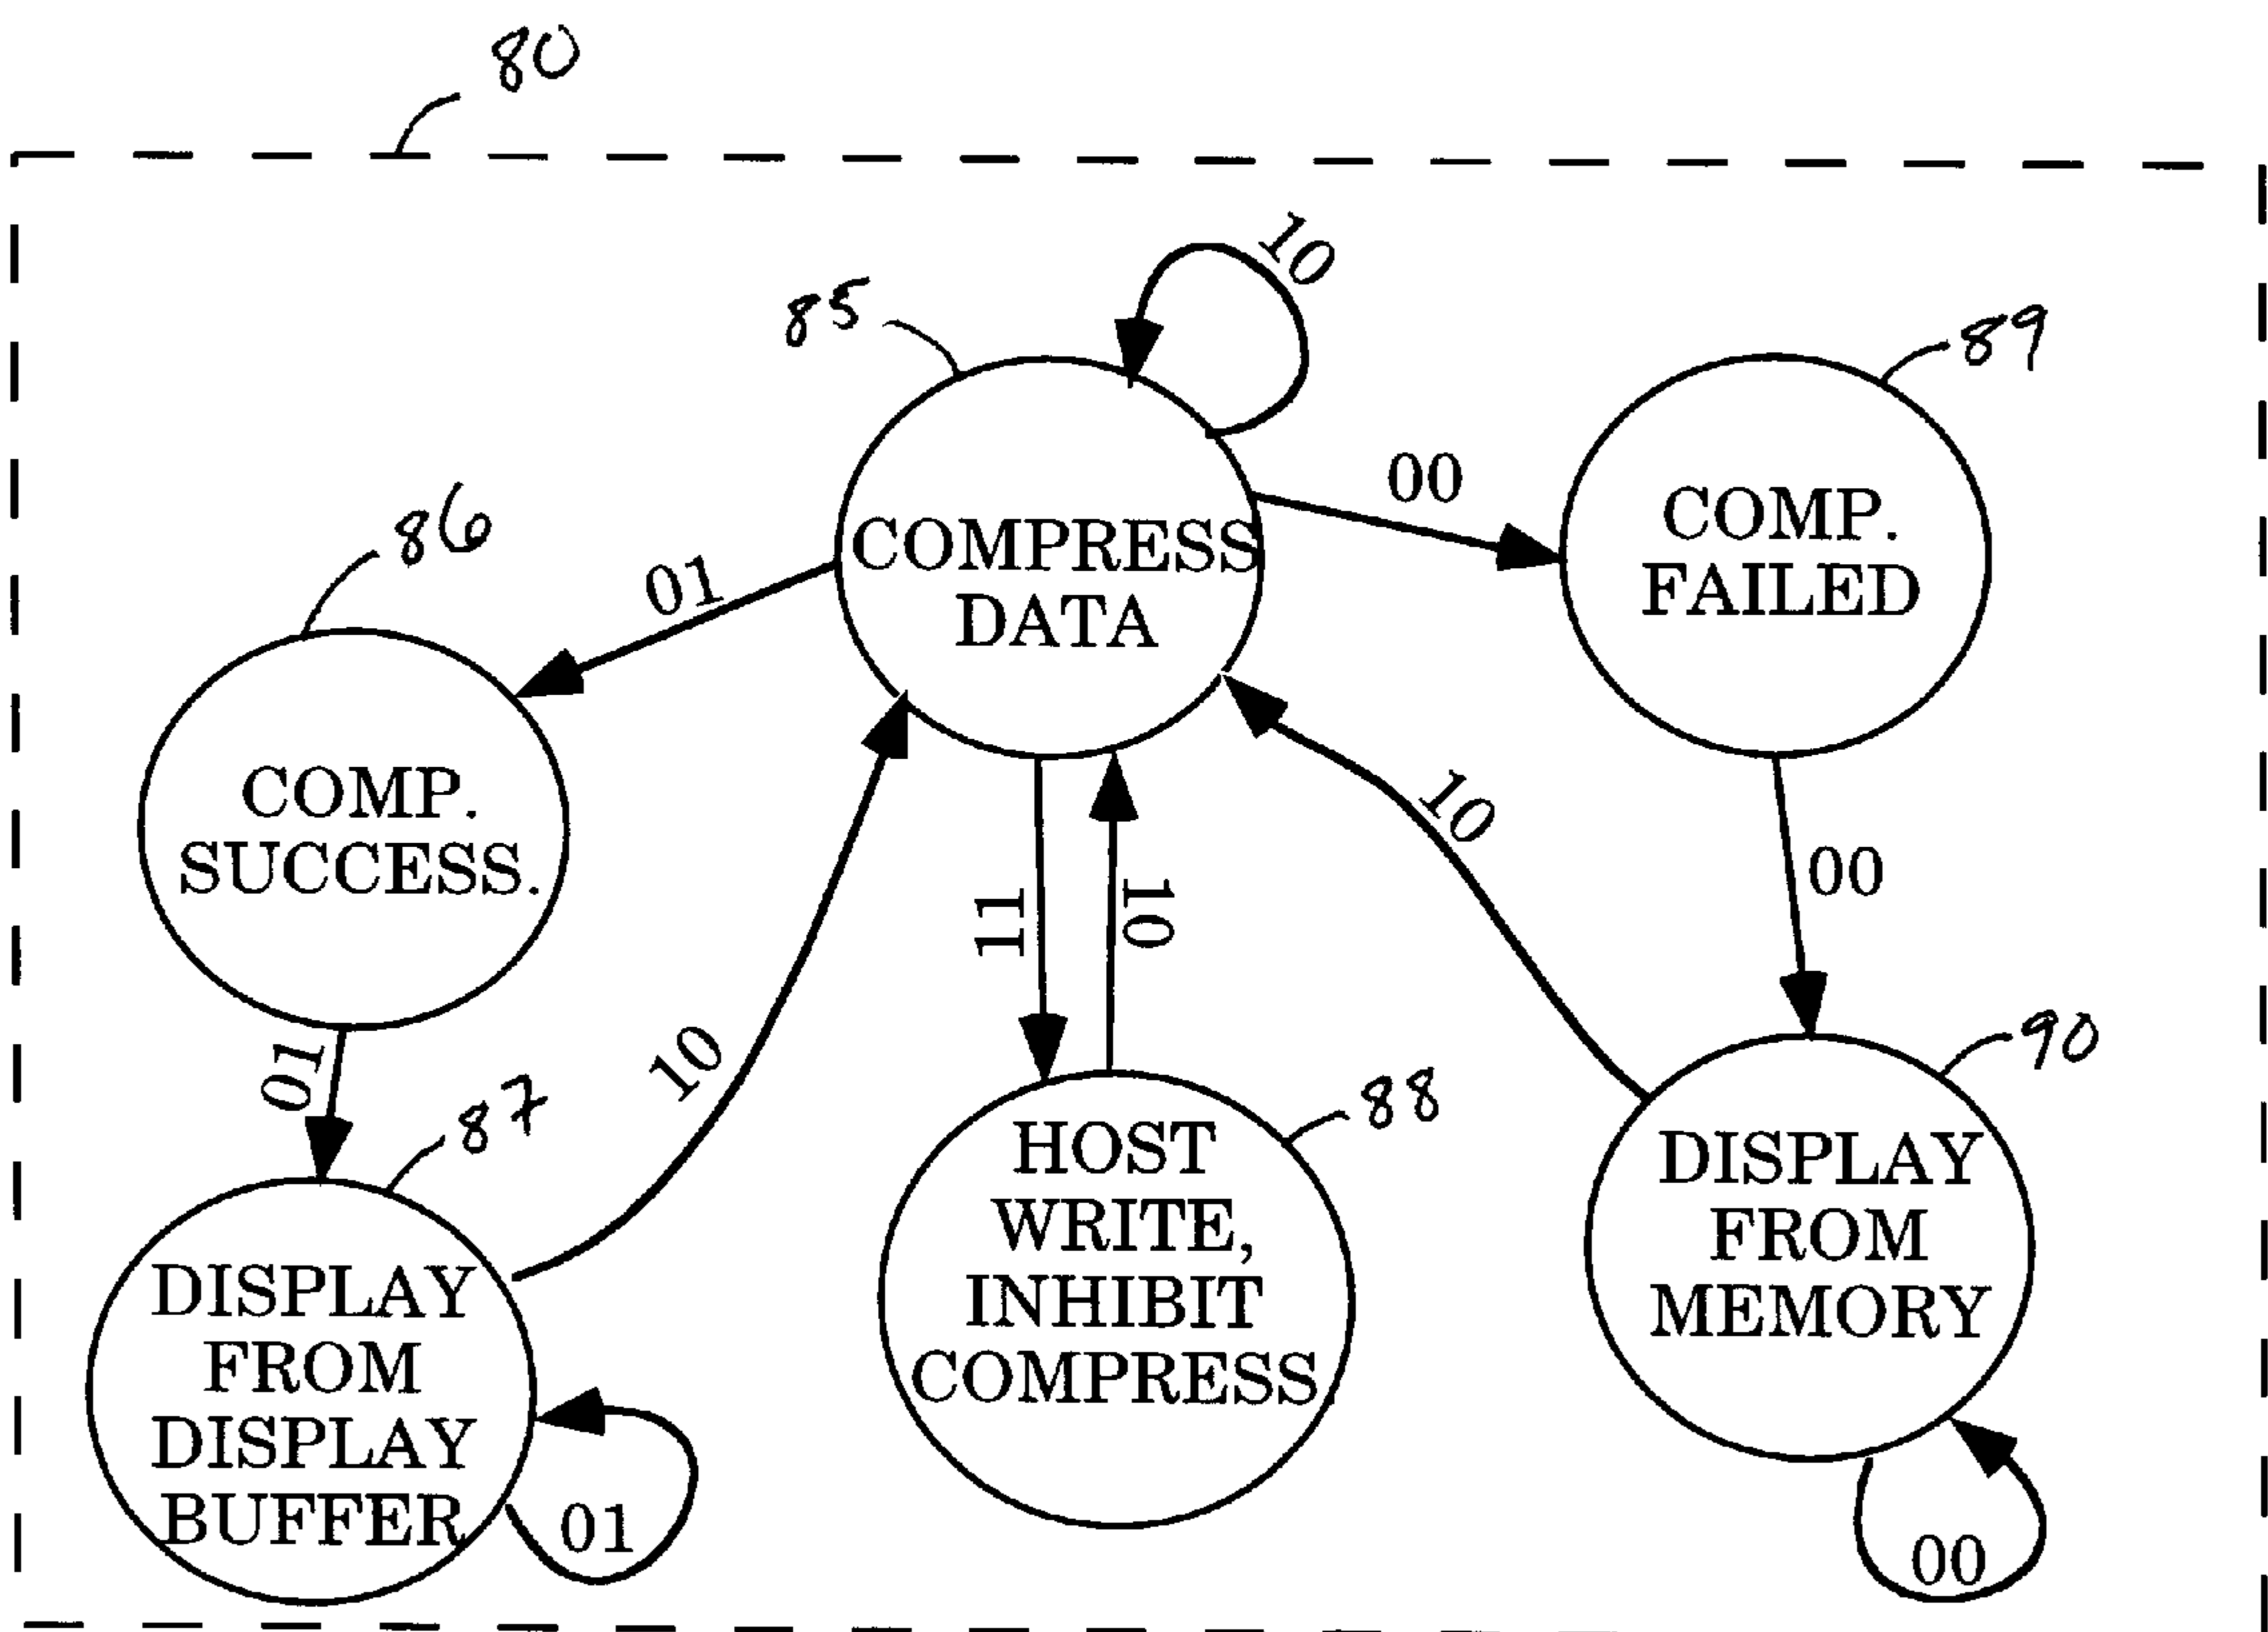 80
85
10
89
00
COMP.
FAILED
COMPRESS
DATA
86
01
COMP.
SUCCESS.
11
10
10
00
01
10
87
88
90
HOST
WRITE,
INHIBIT
COMPRESS
DISPLAY
FROM
MEMORY
DISPLAY
FROM
DISPLAY
BUFFER
01
00